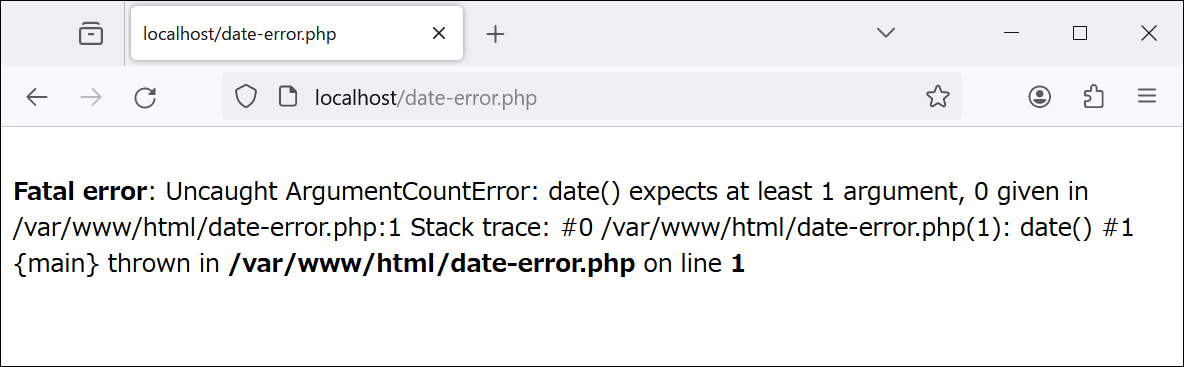 localhost/date-error.php
localhost/date-error.php
Fatal error: Uncaught ArgumentCountError: date() expects at least 1 argument, 0 given in
/var/www/html/date-error.php:1 Stack trace: #0 /var/www/html/date-error.php(1): date() #1
{main} thrown in /var/www/html/date-error.php on line 1